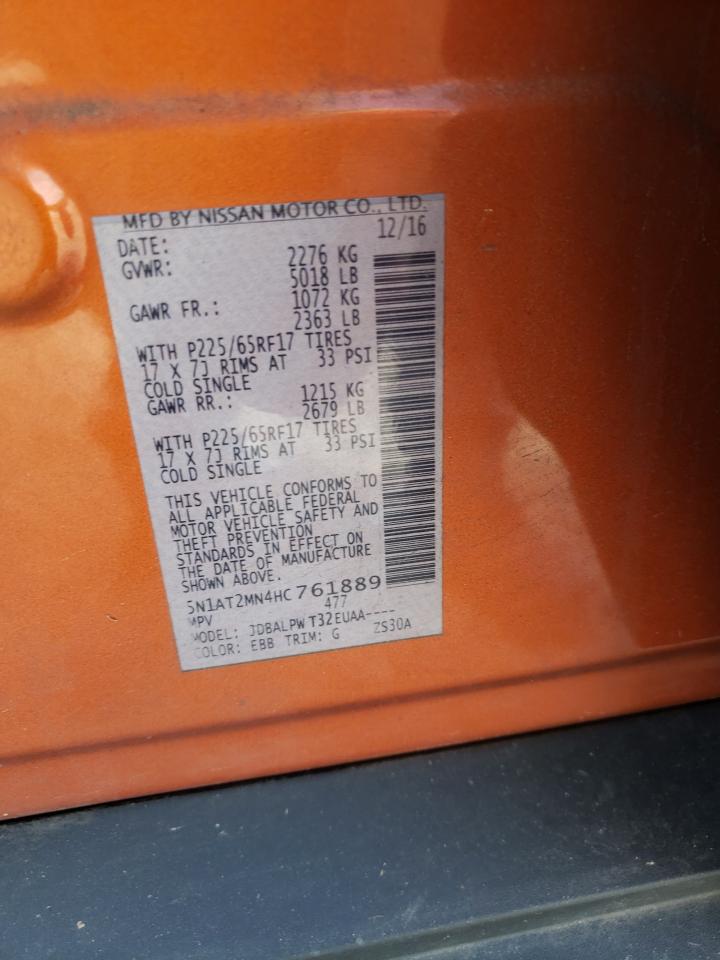 MFD BY NISSAN MOTOR CO., LTD.
DATE: 12/16
GVWR: 2276 KG
5018 LB
GAWR FR.: 1072 KG
2363 LB
WITH P225/65RF17 TIRES
17 X 7J RIMS AT 33 PSI
COLD SINGLE
GAWR RR.: 1215 KG
2679 LB
WITH P225/65RF17 TIRES
17 X 7J RIMS AT 33 PSI
COLD SINGLE
THIS VEHICLE CONFORMS TO
ALL APPLICABLE FEDERAL
MOTOR VEHICLE SAFETY AND
THEFT PREVENTION
STANDARDS IN EFFECT ON
THE DATE OF MANUFACTURE
SHOWN ABOVE.
5N1AT2MN4HC761889
MPV 477
MODEL: JDBALPW T32EUAA----
COLOR: EBB TRIM: G ZS30A